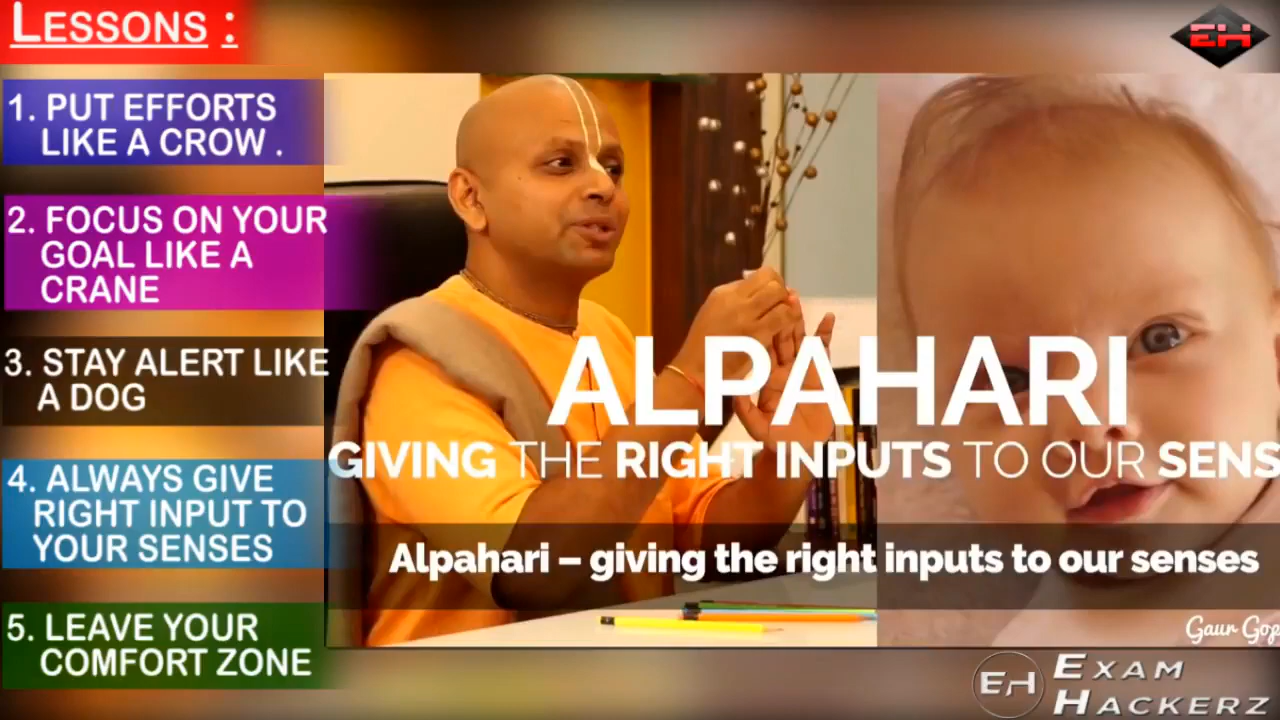 LESSONS :
EH
1. PUT EFFORTS
LIKE A CROW .
2. FOCUS ON YOUR
GOAL LIKE A
CRANE
3. STAY ALERT LIKE
A DOG
4. ALWAYS GIVE
RIGHT INPUT TO
YOUR SENSES
5. LEAVE YOUR
COMFORT ZONE
ALPAHARI
GIVING THE RIGHT INPUTS TO OUR SENS
Alpahari – giving the right inputs to our senses
Gaur Gop
EH EXAM
HACKERZ